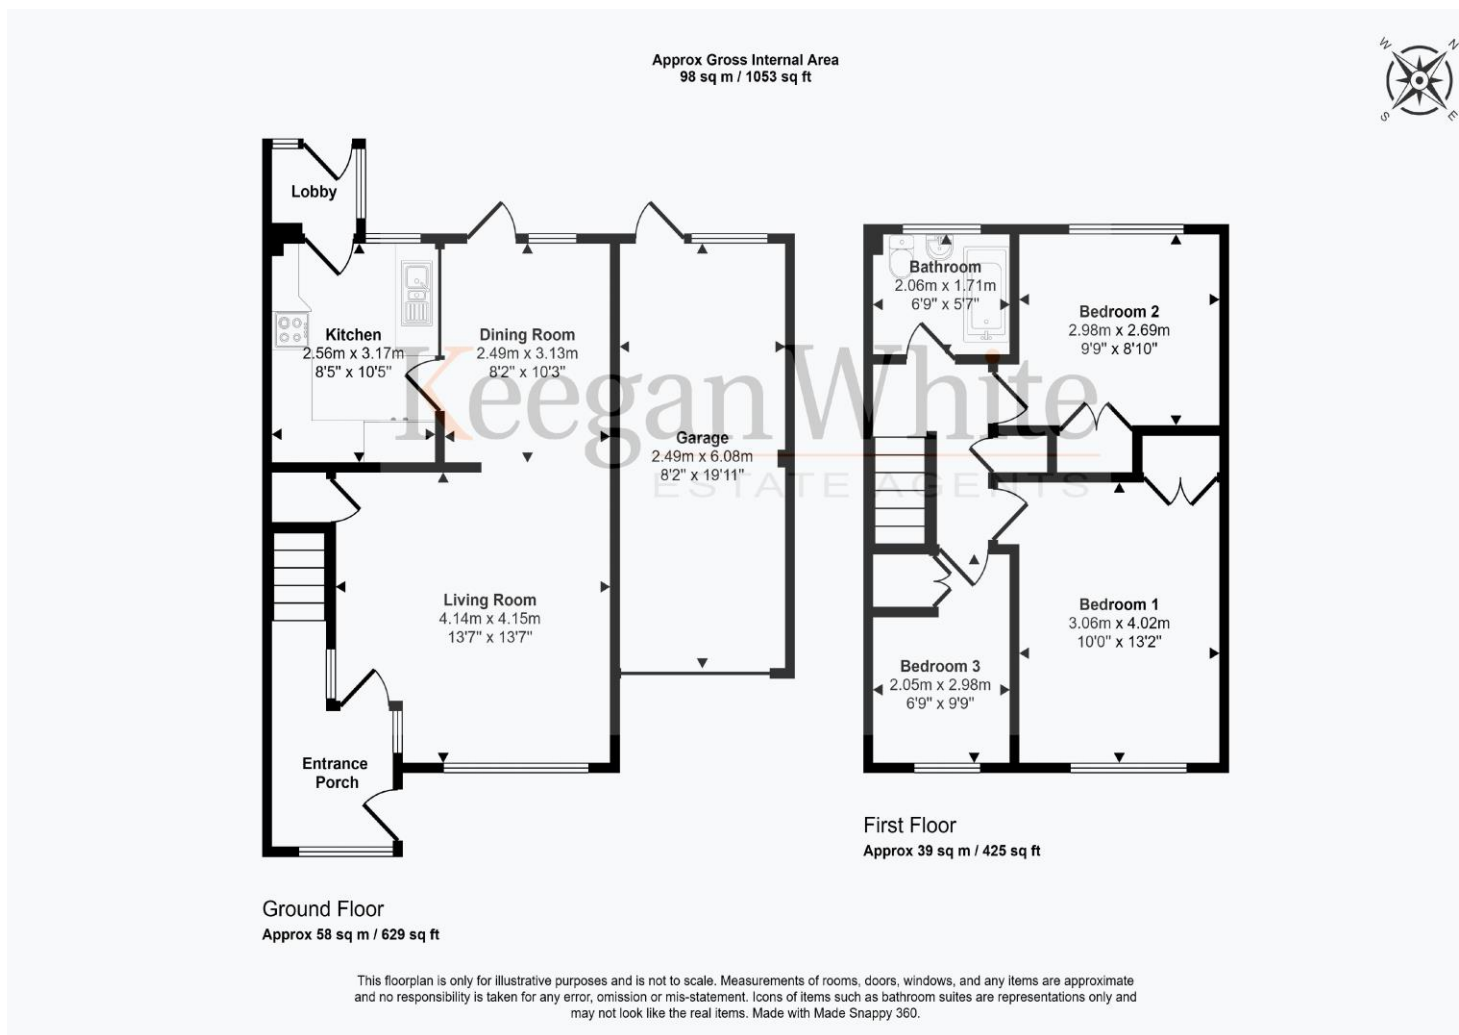 Approx Gross Internal Area
98 sq m / 1053 sq ft
W
N
S
E
Lobby
Kitchen
2.56m x 3.17m
8'5" x 10'5"
Dining Room
2.49m x 3.13m
8'2" x 10'3"
Garage
2.49m x 6.08m
8'2" x 19'11"
Living Room
4.14m x 4.15m
13'7" x 13'7"
Entrance
Porch
Bathroom
2.06m x 1.71m
6'9" x 5'7"
Bedroom 2
2.98m x 2.69m
9'9" x 8'10"
Bedroom 1
3.06m x 4.02m
10'0" x 13'2"
Bedroom 3
2.05m x 2.98m
6'9" x 9'9"
KeeganWhite
ESTATE AGENTS
First Floor
Approx 39 sq m / 425 sq ft
Ground Floor
Approx 58 sq m / 629 sq ft
This floorplan is only for illustrative purposes and is not to scale. Measurements of rooms, doors, windows, and any items are approximate
and no responsibility is taken for any error, omission or mis-statement. Icons of items such as bathroom suites are representations only and
may not look like the real items. Made with Made Snappy 360.